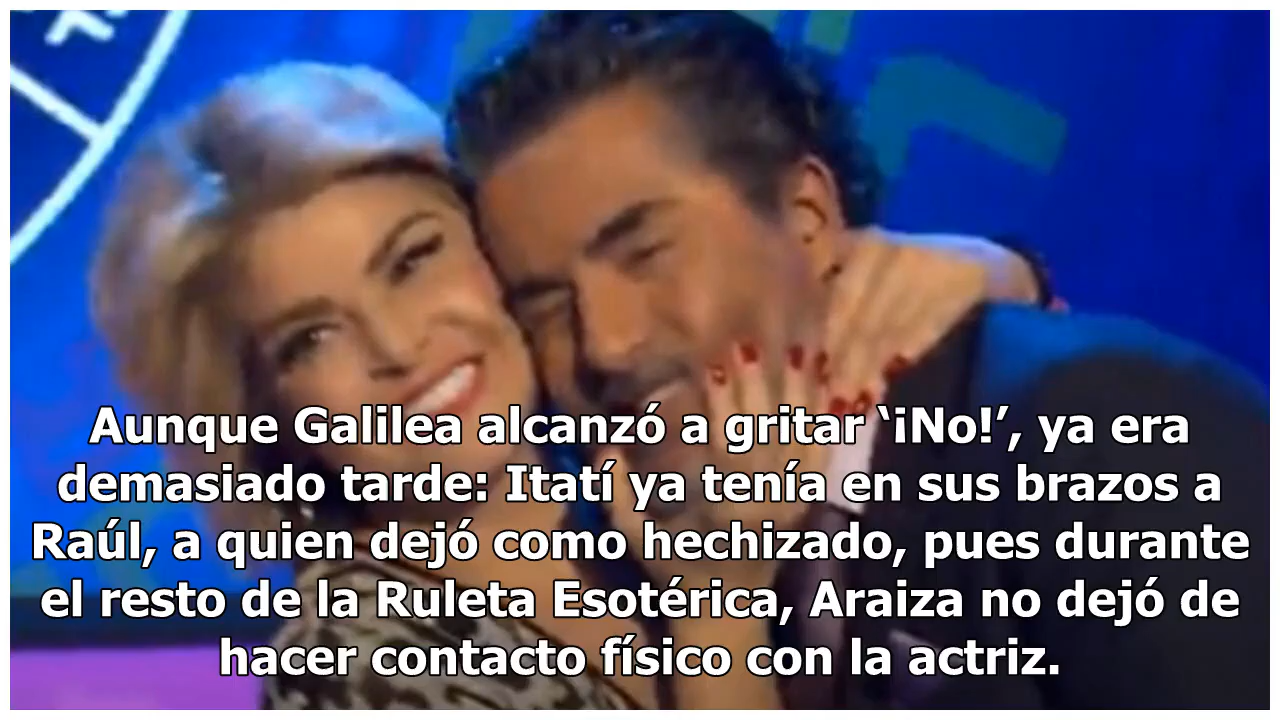 Aunque Galilea alcanzó a gritar ‘¡No!’, ya era
demasiado tarde: Itatí ya tenía en sus brazos a
Raúl, a quien dejó como hechizado, pues durante
el resto de la Ruleta Esotérica, Araiza no dejó de
hacer contacto físico con la actriz.